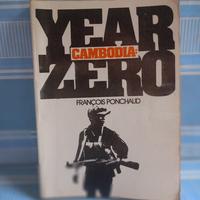 YEAR
CAMBODIA:
ZERO
FRANÇOIS PONCHAUD